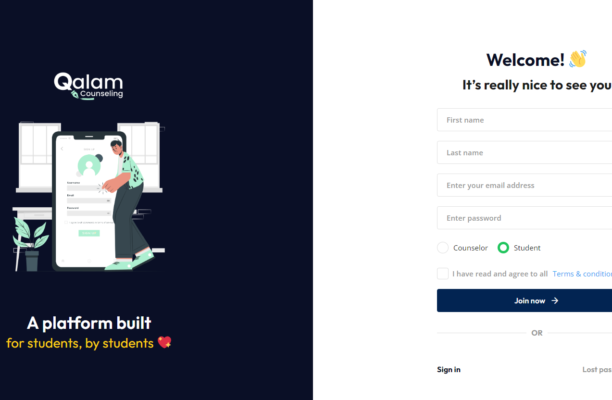 Qalam
Counseling
A platform built
for students, by students
Welcome!
It's really nice to see you
First name
Last name
Enter your email address
Enter password
Counselor
Student
I have read and agree to all Terms &
Join now
OR
Sign in
Lost